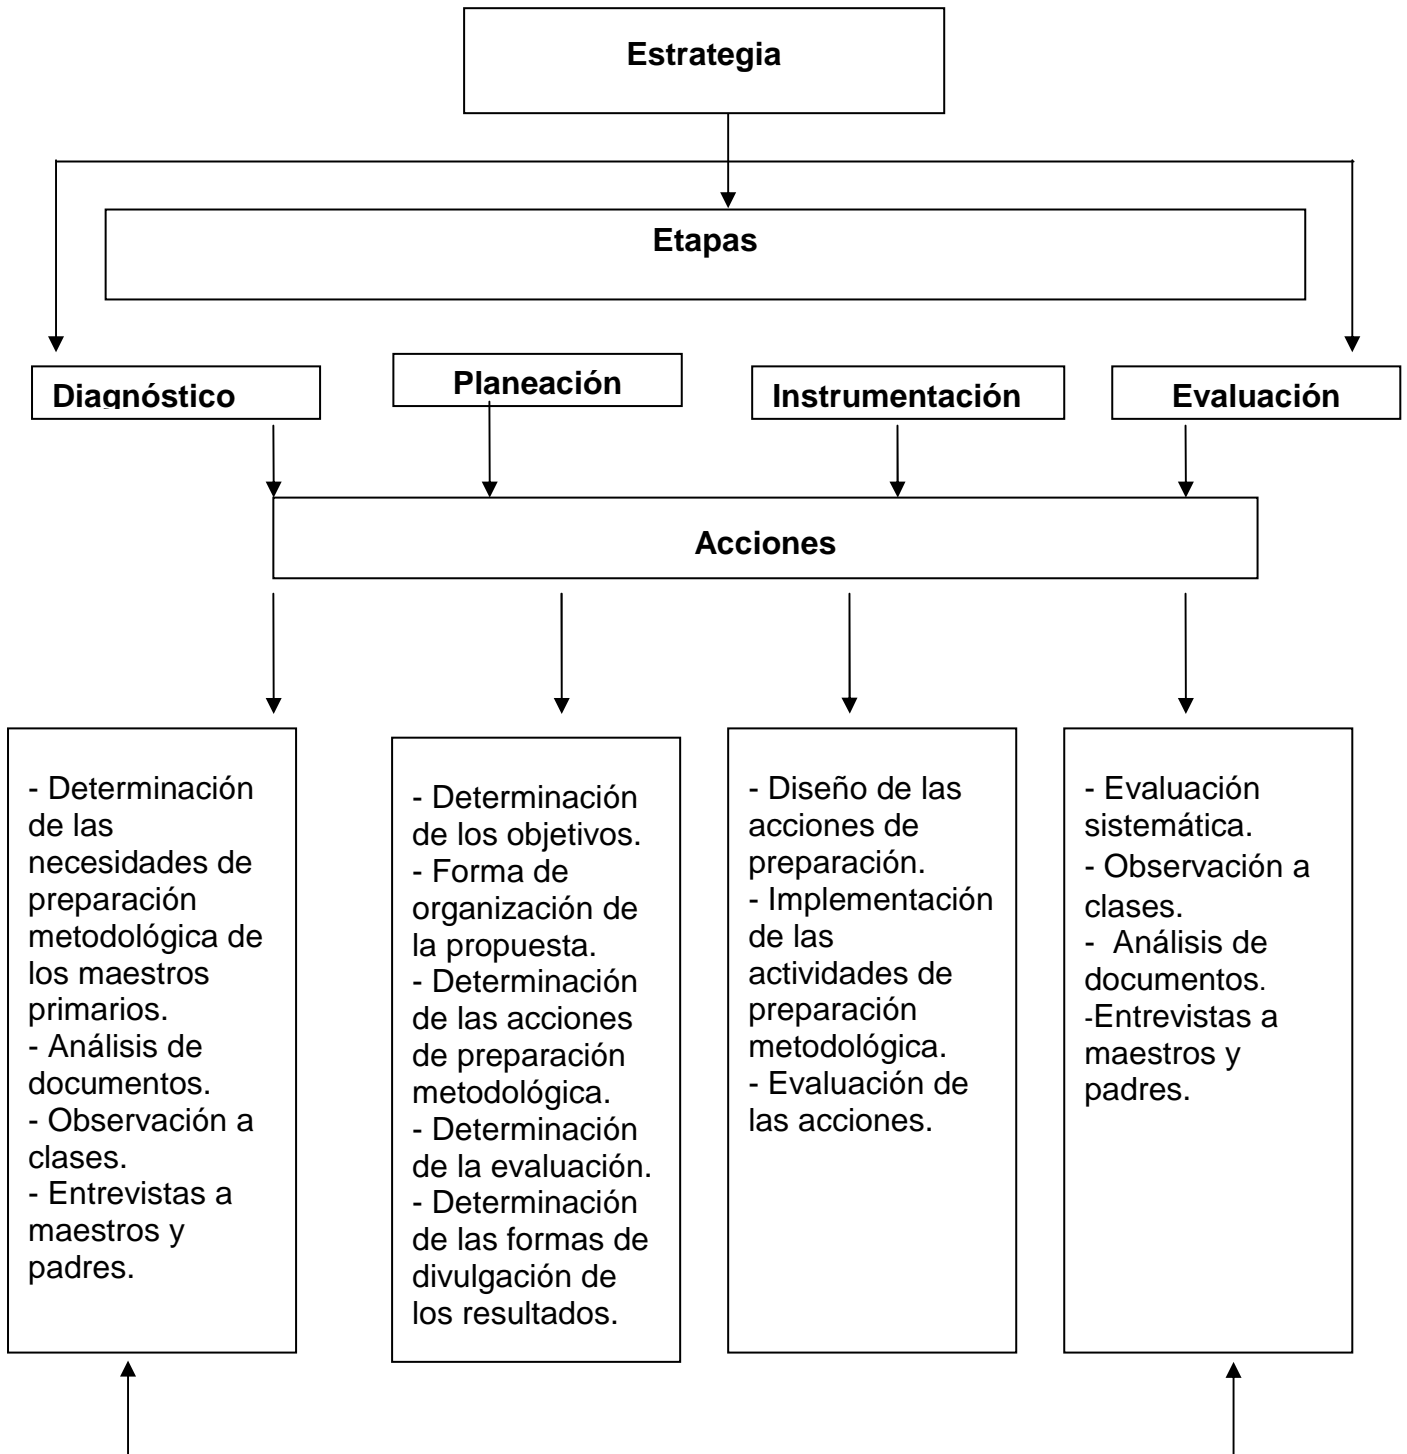 Estrategia
Etapas
Diagnóstico
Planeación
Instrumentación
Evaluación
Acciones
- Determinación
de las
necesidades de
preparación
metodológica de
los maestros
primarios.
- Análisis de
documentos.
- Observación a
clases.
- Entrevistas a
maestros y
padres.
- Determinación
de los objetivos.
- Forma de
organización de
la propuesta.
- Determinación
de las acciones
de preparación
metodológica.
- Determinación
de la evaluación.
- Determinación
de las formas de
divulgación de
los resultados.
- Diseño de las
acciones de
preparación.
- Implementación
de las
actividades de
preparación
metodológica.
- Evaluación de
las acciones.
- Evaluación
sistemática.
- Observación a
clases.
-  Análisis de
documentos.
-Entrevistas a
maestros y
padres.